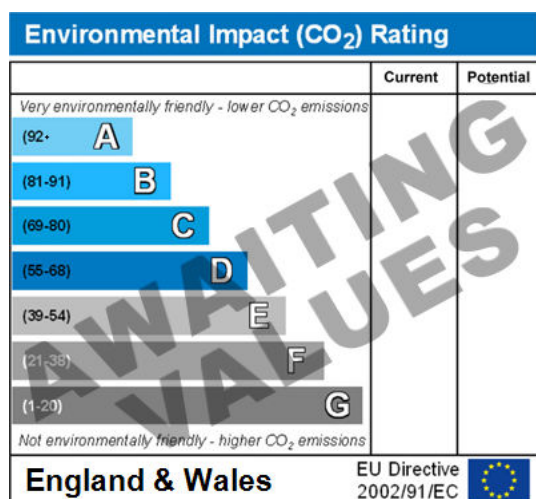 Environmental Impact (CO₂) Rating
Current Potential
Very environmentally friendly - lower CO₂ emissions
(92+ A
(81-91) B
(69-80) C
(55-68) D
(39-54) E
(21-38) F
(1-20) G
AWAITING
VALUES
Not environmentally friendly - higher CO₂ emissions
England & Wales
EU Directive
2002/91/EC